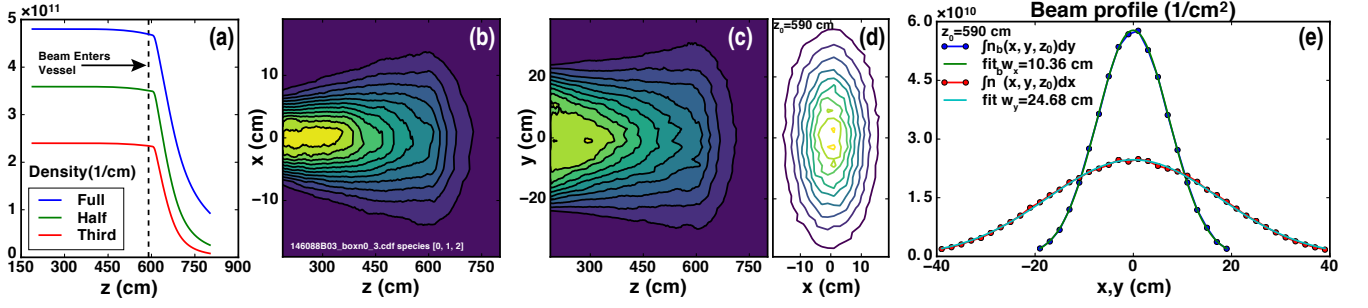 ×10¹¹
(a)
Beam Enters
Vessel
Density(1/cm)
Full
Half
Third
5
4
2
1
0
150 300 450 600 750 900
z (cm)
(b)
x (cm)
10
0
−10
146088B03_boxn0_3.cdf species [0, 1, 2]
300 450 600 750
z (cm)
(c)
y (cm)
20
0
−20
300 450 600 750
z (cm)
z₀=590 cm
(d)
−10 0 10
x (cm)
Beam profile (1/cm²)
×10¹⁰
(e)
z₀=590 cm
∫n_b(x, y, z₀)dy
fit w_x=10.36 cm
∫n_b(x, y, z₀)dx
fit w_y=24.68 cm
6.0
4.5
3.0
1.5
0.0
−40 −20 0 20 40
x,y (cm)